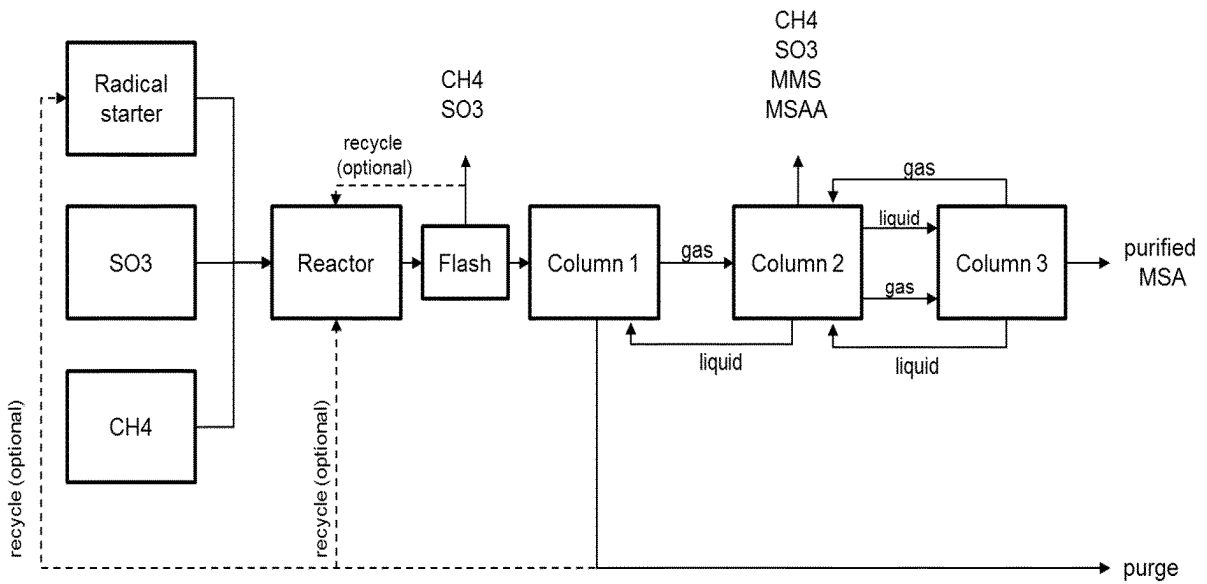 CH4
SO3
MMS
MSAA
CH4
SO3
Radical
starter
recycle
(optional)
gas
SO3
Reactor
Flash
Column 1
gas
Column 2
liquid
gas
Column 3
purified
MSA
liquid
liquid
CH4
recycle (optional)
recycle (optional)
purge